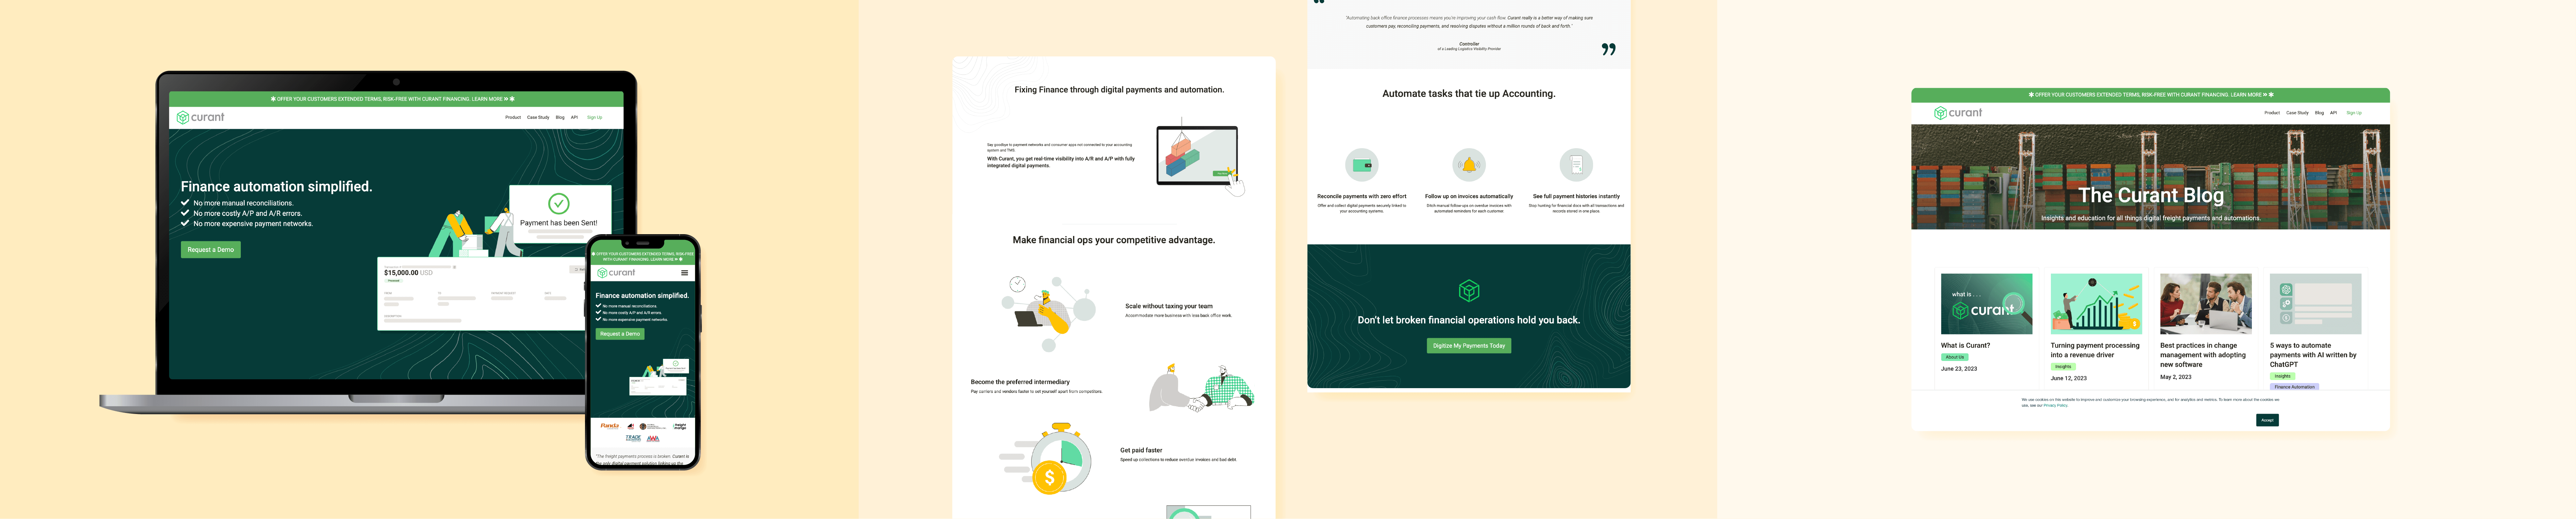 ✱ OFFER YOUR CUSTOMERS EXTENDED TERMS, RISK-FREE WITH CURANT FINANCING. LEARN MORE » ✱
curant
Product Case Study Blog API Sign Up
Finance automation simplified.
No more manual reconciliations.
No more costly A/P and A/R errors.
No more expensive payment networks.
Request a Demo
Payment has been Sent!
$15,000.00 USD
✱ OFFER YOUR CUSTOMERS EXTENDED TERMS, RISK-FREE
WITH CURANT FINANCING. LEARN MORE » ✱
curant
Finance automation simplified.
No more manual reconciliations.
No more costly A/P and A/R errors.
No more expensive payment networks.
Request a Demo
"The freight payments process is broken. Curant is
the only digital payment solution linking up the
Fixing Finance through digital payments and automation.
Say goodbye to payment networks and consumer apps not connected to your accounting
system and TMS.
With Curant, you get real-time visibility into A/R and A/P with fully
integrated digital payments.
Make financial ops your competitive advantage.
Scale without taxing your team
Accommodate more business with less back office work.
Become the preferred intermediary
Pay carriers and vendors faster to set yourself apart from competitors.
Get paid faster
Speed up collections to reduce overdue invoices and bad debt.
"Automating back office finance processes means you're improving your cash flow. Curant really is a better way of making sure
customers pay, reconciling payments, and resolving disputes without a million rounds of back and forth."
Controller
of a Leading Logistics Visibility Provider
Automate tasks that tie up Accounting.
Reconcile payments with zero effort
Offer and collect digital payments securely linked to
your accounting systems.
Follow up on invoices automatically
Ditch manual follow-ups on overdue invoices with
automated reminders for each customer
See full payment histories instantly
Stop hunting for financial docs with all transactions and
records stored in one place.
Don't let broken financial operations hold you back.
Digitize My Payments Today
✱ OFFER YOUR CUSTOMERS EXTENDED TERMS, RISK-FREE WITH CURANT FINANCING. LEARN MORE » ✱
curant
Product Case Study Blog API Sign Up
The Curant Blog
Insights and education for all things digital freight payments and automations.
what is . . .
curant
What is Curant?
About Us
June 23, 2023
Turning payment processing
into a revenue driver
Insights
June 12, 2023
Best practices in change
management with adopting
new software
May 2, 2023
5 ways to automate
payments with AI written by
ChatGPT
Insights
Finance Automation
We use cookies on this website to improve and customize your browsing experience, and for analytics and metrics. To learn more about the cookies we
use, see our Privacy Policy.
Accept